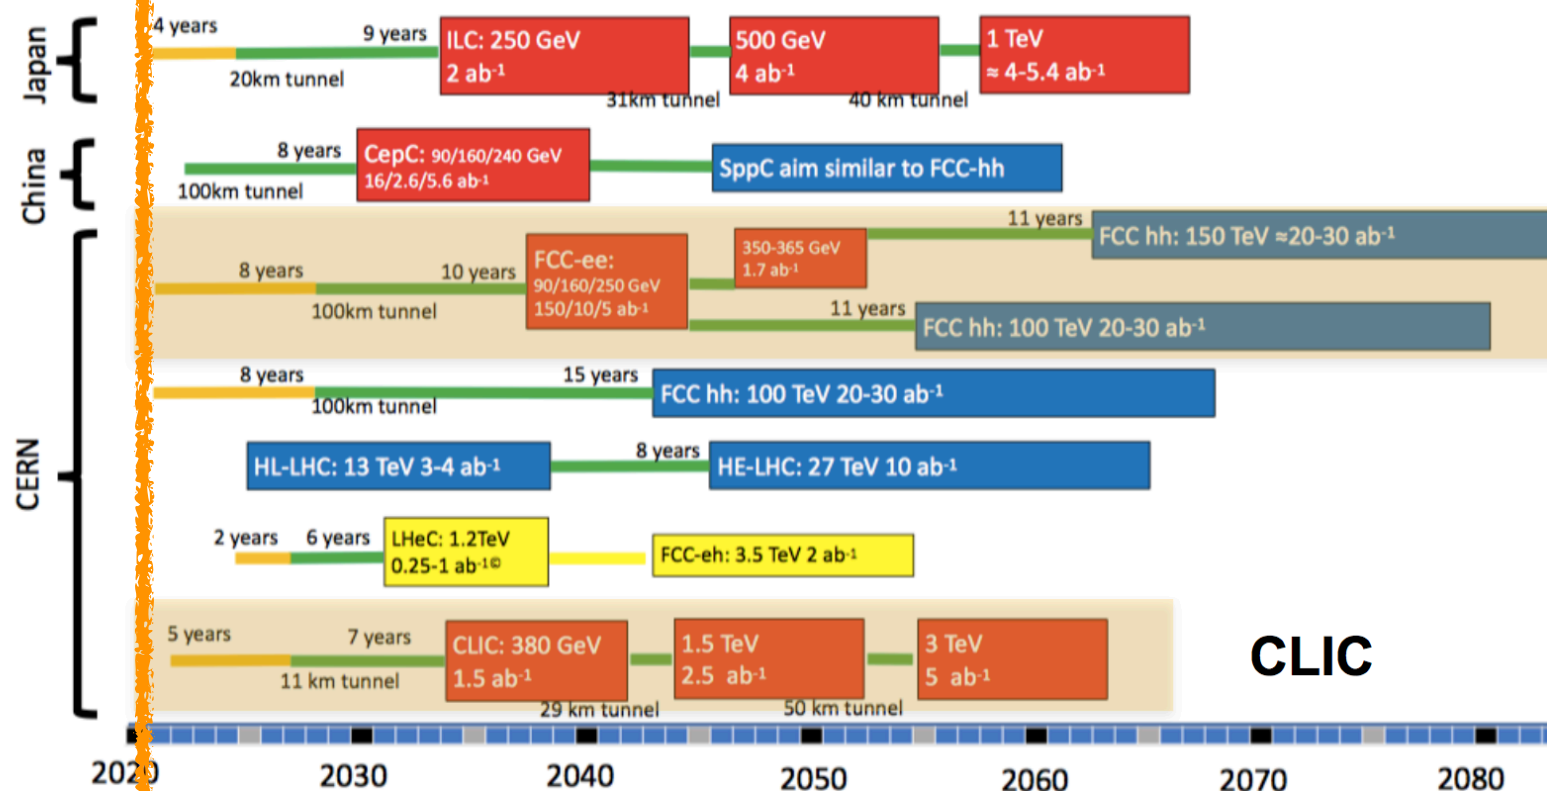 Japan
4 years
9 years
20km tunnel
ILC: 250 GeV
2 ab-1
31km tunnel
500 GeV
4 ab-1
40 km tunnel
1 TeV
≈ 4-5.4 ab-1
China
8 years
100km tunnel
CepC: 90/160/240 GeV
16/2.6/5.6 ab-1
SppC aim similar to FCC-hh
CERN
8 years
10 years
100km tunnel
FCC-ee:
90/160/250 GeV
150/10/5 ab-1
350-365 GeV
1.7 ab-1
11 years
FCC hh: 150 TeV ≈20-30 ab-1
11 years
FCC hh: 100 TeV 20-30 ab-1
8 years
15 years
100km tunnel
FCC hh: 100 TeV 20-30 ab-1
HL-LHC: 13 TeV 3-4 ab-1
8 years
HE-LHC: 27 TeV 10 ab-1
2 years
6 years
LHeC: 1.2TeV
0.25-1 ab-1©
FCC-eh: 3.5 TeV 2 ab-1
5 years
7 years
11 km tunnel
CLIC: 380 GeV
1.5 ab-1
29 km tunnel
1.5 TeV
2.5 ab-1
50 km tunnel
3 TeV
5 ab-1
CLIC
2020
2030
2040
2050
2060
2070
2080